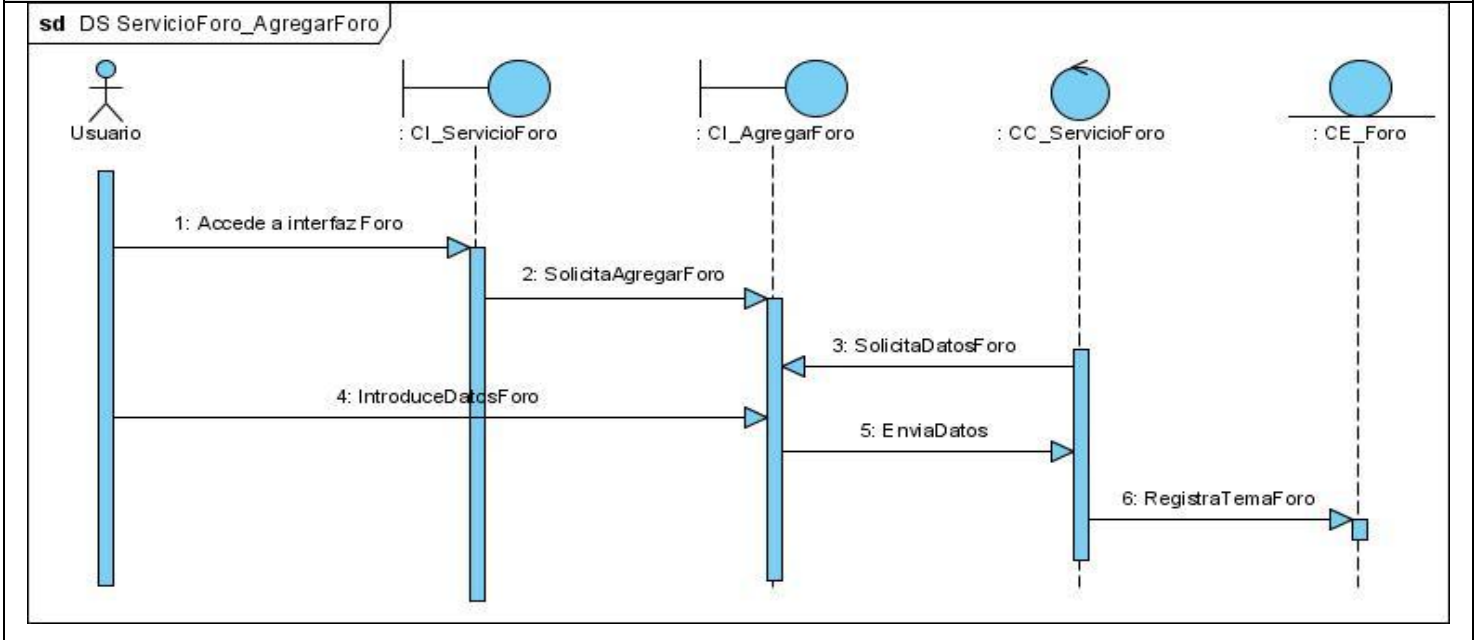 sd DS ServicioForo_AgregarForo
Usuario
: CI_ServicioForo
: CI_AgregarForo
: CC_ServicioForo
: CE_Foro
1: Accede a interfaz Foro
2: SolicitaAgregarForo
3: SolicitaDatosForo
4: IntroduceDatosForo
5: EnviaDatos
6: RegistraTemaForo